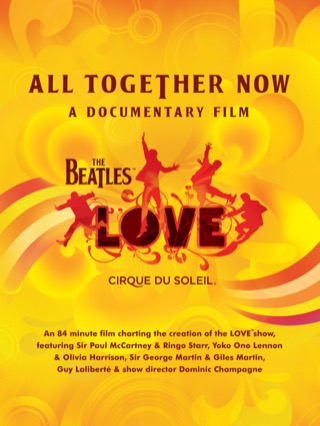 ALL TOGETHER NOW
A DOCUMENTARY FILM
THE
BEATLES™
LOVE
CIRQUE DU SOLEIL®
An 84 minute film charting the creation of the LOVE™ show,
featuring Sir Paul McCartney & Ringo Starr, Yoko Ono Lennon
& Olivia Harrison, Sir George Martin & Giles Martin,
Guy Laliberté & show director Dominic Champagne